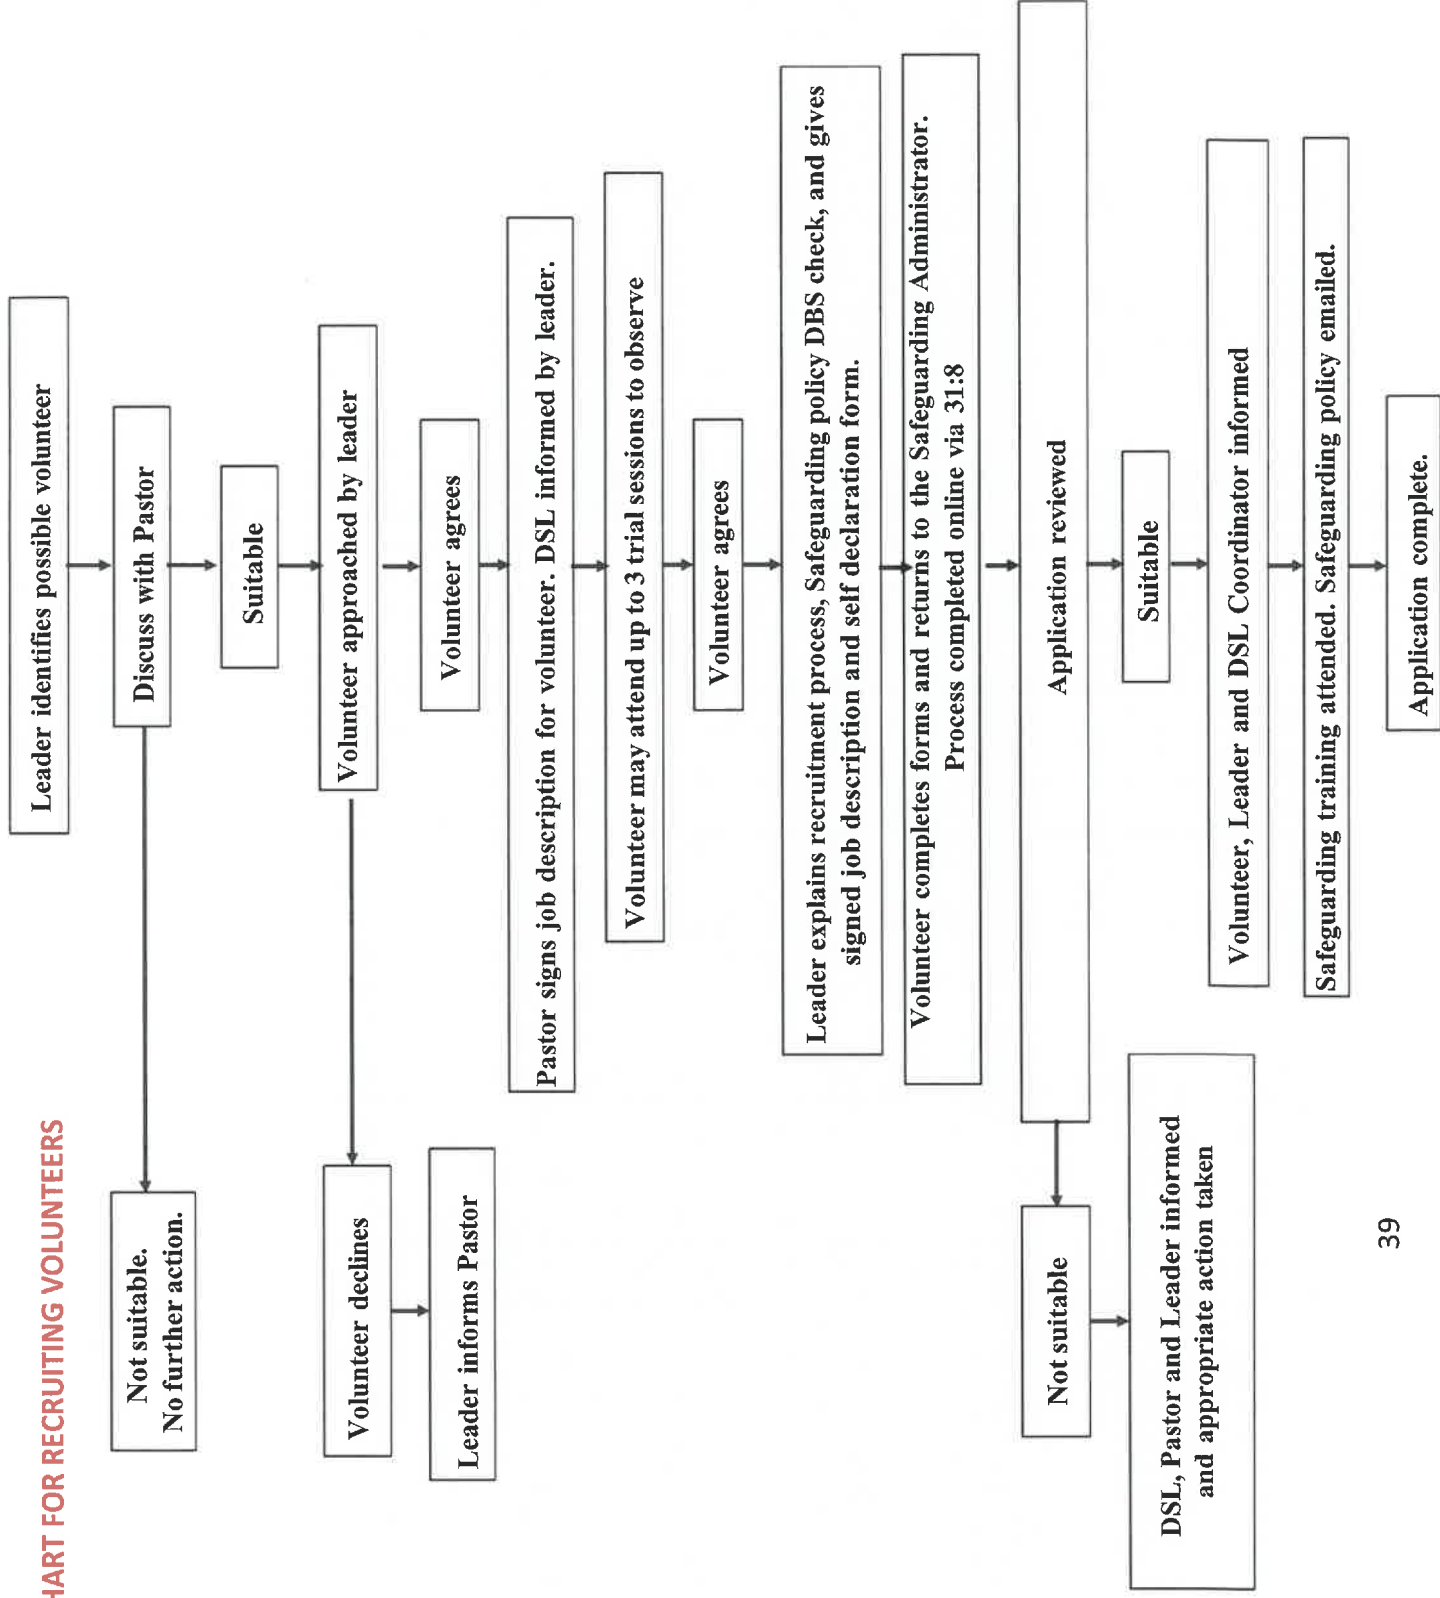 HART FOR RECRUITING VOLUNTEERS
Leader identifies possible volunteer
Discuss with Pastor
Not suitable.
No further action.
Suitable
Volunteer approached by leader
Volunteer declines
Leader informs Pastor
Volunteer agrees
Pastor signs job description for volunteer. DSL informed by leader.
Volunteer may attend up to 3 trial sessions to observe
Volunteer agrees
Leader explains recruitment process, Safeguarding policy DBS check, and gives
signed job description and self declaration form.
Volunteer completes forms and returns to the Safeguarding Administrator.
Process completed online via 31:8
Application reviewed
Not suitable
DSL, Pastor and Leader informed
and appropriate action taken
Suitable
Volunteer, Leader and DSL Coordinator informed
Safeguarding training attended. Safeguarding policy emailed.
Application complete.
39